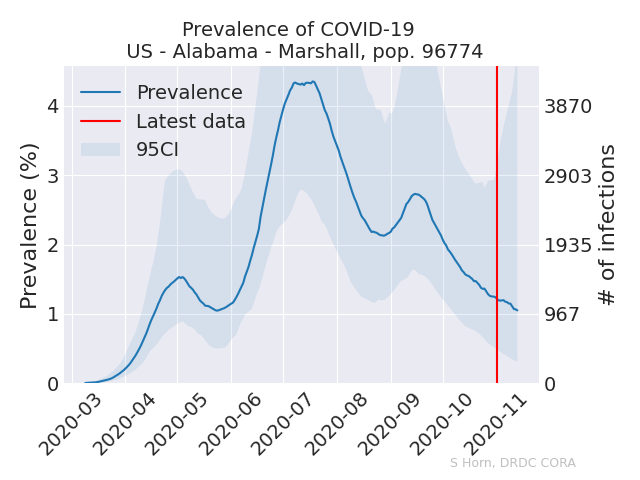 Prevalence of COVID-19
US - Alabama - Marshall, pop. 96774
Prevalence
Latest data
95CI
Prevalence (%)
4
3
2
1
0
3870
2903
1935
967
0
# of infections
2020-03
2020-04
2020-05
2020-06
2020-07
2020-08
2020-09
2020-10
2020-11
S Horn, DRDC CORA